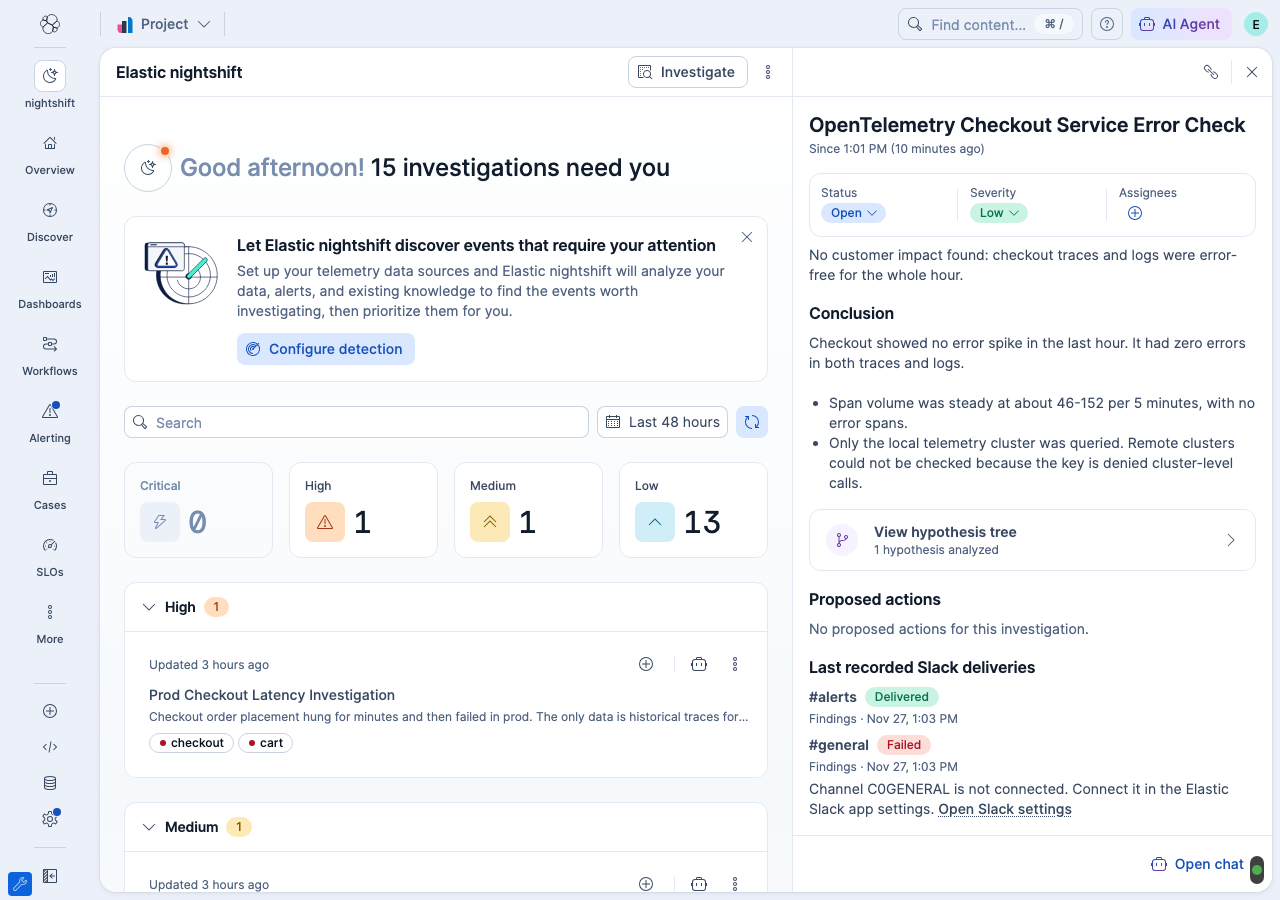 Project
Find content...
⌘ /
AI Agent
E
nightshift
Overview
Discover
Dashboards
Workflows
Alerting
Cases
SLOs
More
Elastic nightshift
Investigate
Good afternoon! 15 investigations need you
Let Elastic nightshift discover events that require your attention
Set up your telemetry data sources and Elastic nightshift will analyze your
data, alerts, and existing knowledge to find the events worth
investigating, then prioritize them for you.
Configure detection
Search
Last 48 hours
Critical
0
High
1
Medium
1
Low
13
High 1
Updated 3 hours ago
Prod Checkout Latency Investigation
Checkout order placement hung for minutes and then failed in prod. The only data is historical traces for...
checkout
cart
Medium 1
Updated 3 hours ago
OpenTelemetry Checkout Service Error Check
Since 1:01 PM (10 minutes ago)
Status
Open
Severity
Low
Assignees
No customer impact found: checkout traces and logs were error-
free for the whole hour.
Conclusion
Checkout showed no error spike in the last hour. It had zero errors
in both traces and logs.
• Span volume was steady at about 46-152 per 5 minutes, with no
error spans.
• Only the local telemetry cluster was queried. Remote clusters
could not be checked because the key is denied cluster-level
calls.
View hypothesis tree
1 hypothesis analyzed
Proposed actions
No proposed actions for this investigation.
Last recorded Slack deliveries
#alerts Delivered
Findings · Nov 27, 1:03 PM
#general Failed
Findings · Nov 27, 1:03 PM
Channel C0GENERAL is not connected. Connect it in the Elastic
Slack app settings. Open Slack settings
Open chat